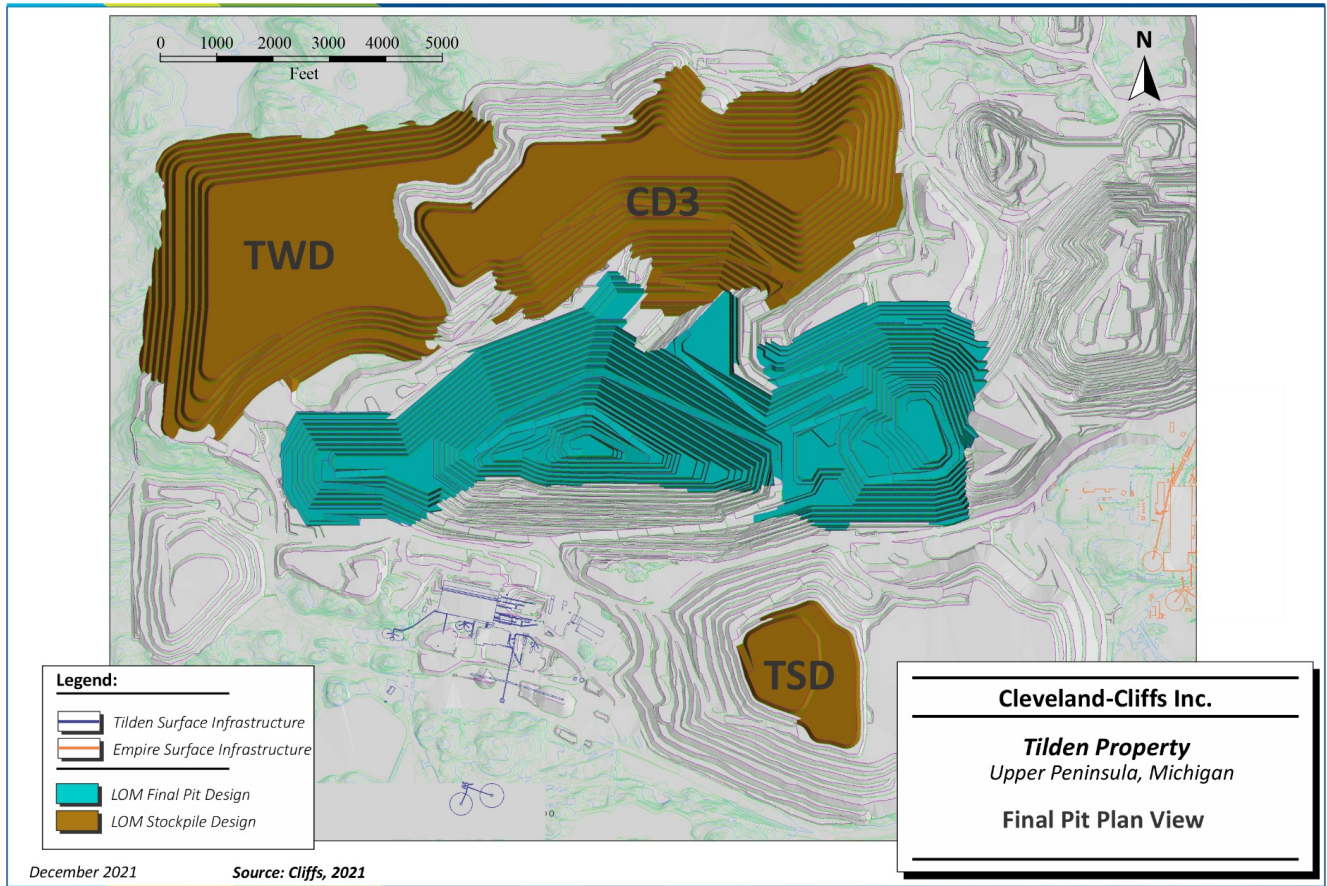 0 1000 2000 3000 4000 5000
Feet
N
TWD
CD3
TSD
Legend:
Tilden Surface Infrastructure
Empire Surface Infrastructure
LOM Final Pit Design
LOM Stockpile Design
Cleveland-Cliffs Inc.
Tilden Property
Upper Peninsula, Michigan
Final Pit Plan View
December 2021
Source: Cliffs, 2021